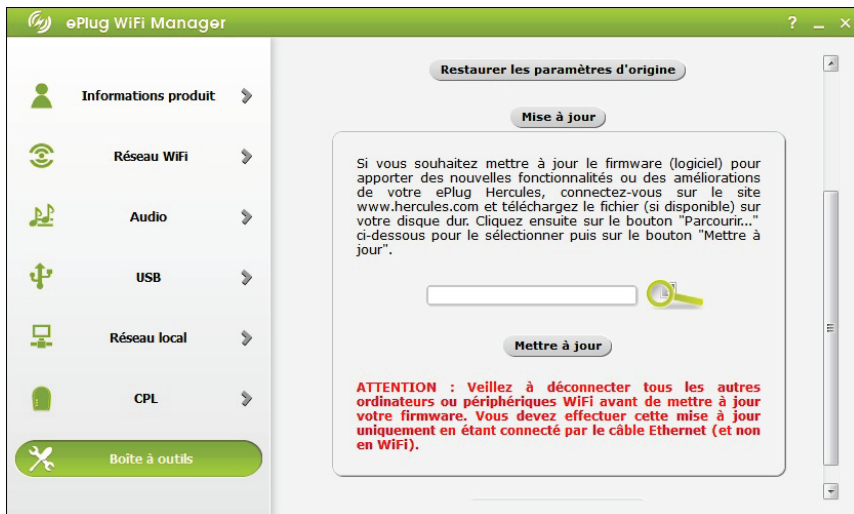 ePlug WiFi Manager
? _ ×
Informations produit
Réseau WiFi
Audio
USB
Réseau local
CPL
Boîte à outils
Restaurer les paramètres d'origine
Mise à jour
Si vous souhaitez mettre à jour le firmware (logiciel) pour
apporter des nouvelles fonctionnalités ou des améliorations
de votre ePlug Hercules, connectez-vous sur le site
www.hercules.com et téléchargez le fichier (si disponible) sur
votre disque dur. Cliquez ensuite sur le bouton "Parcourir..."
ci-dessous pour le sélectionner puis sur le bouton "Mettre à
jour".
Mettre à jour
ATTENTION : Veillez à déconnecter tous les autres
ordinateurs ou périphériques WiFi avant de mettre à jour
votre firmware. Vous devez effectuer cette mise à jour
uniquement en étant connecté par le câble Ethernet (et non
en WiFi).